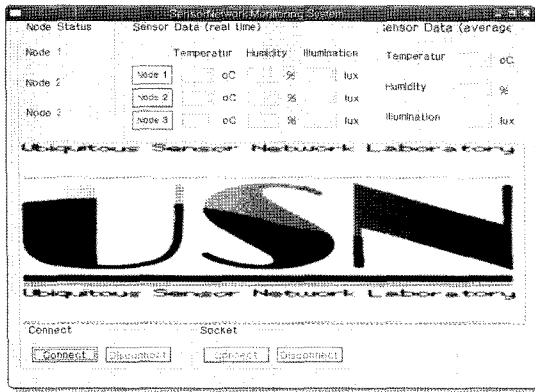 Sensor Network Monitoring System
Node Status
Node 1
Node 2
Node 3
Sensor Data (real time)
Temperatur Humidity Illumination
Node 1 oC % lux
Node 2 oC % lux
Node 3 oC % lux
Sensor Data (average
Temperatur oC
Humidity %
Illumination lux
Ubiquitous Sensor Network Laboratory
USN
Ubiquitous Sensor Network Laboratory
Connect
Connect Disconnect
Socket
Connect Disconnect